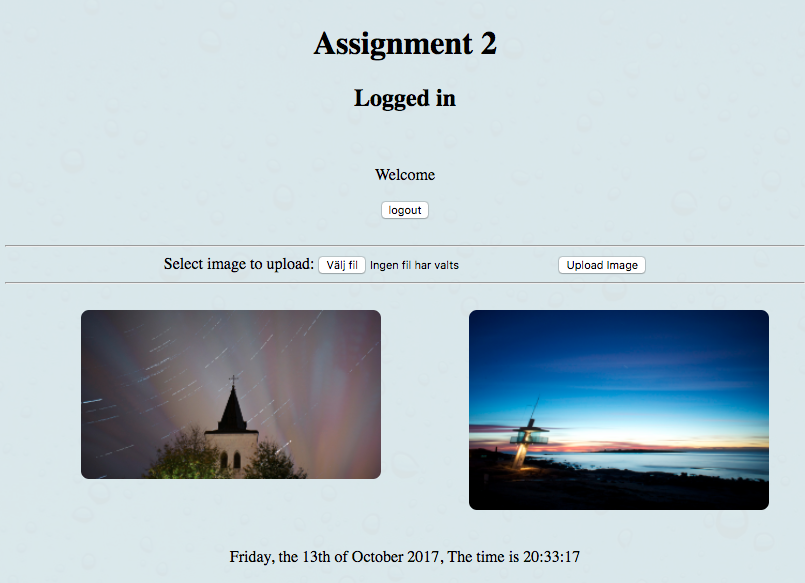 Assignment 2
Logged in
Welcome
logout
Select image to upload: Välj fil Ingen fil har valts Upload Image
Friday, the 13th of October 2017, The time is 20:33:17